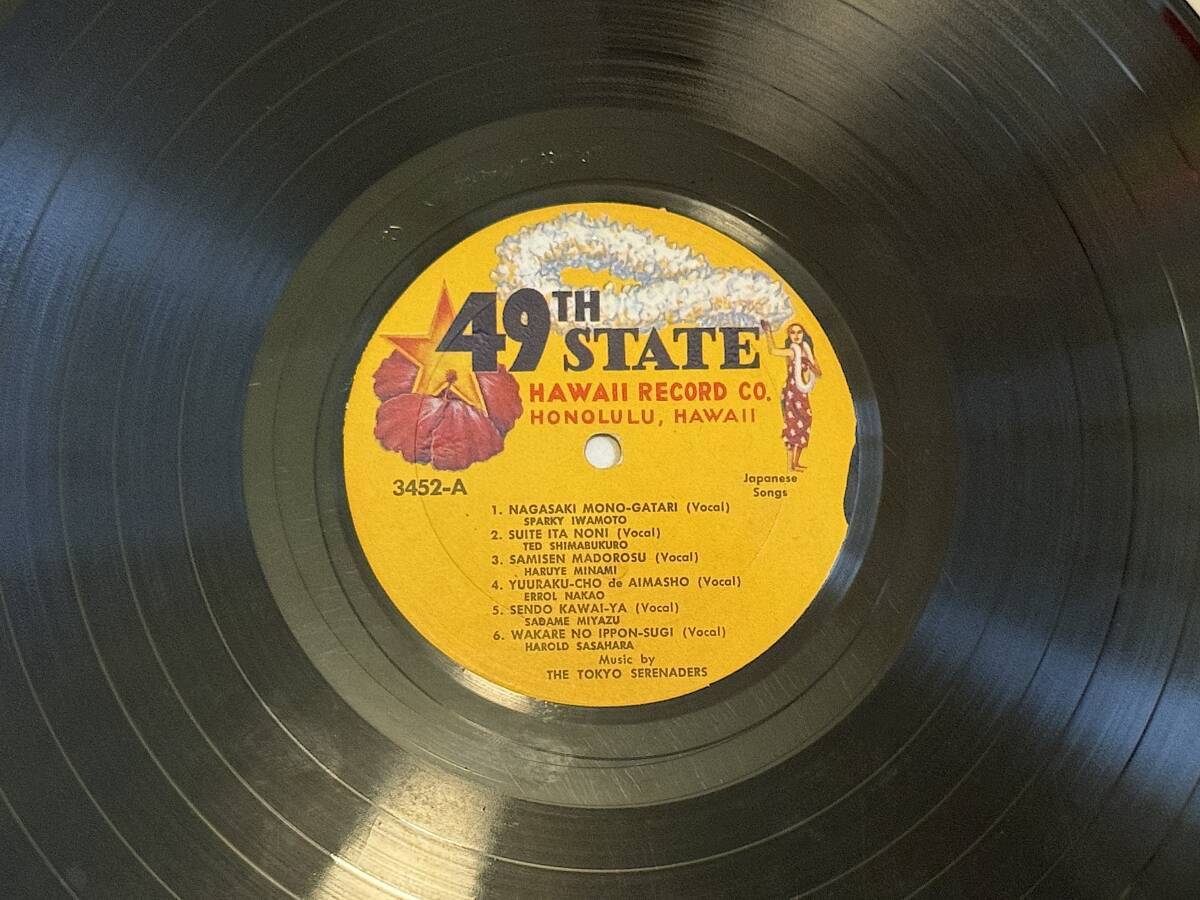 49TH
STATE
HAWAII RECORD CO.
HONOLULU, HAWAII
3452-A
Japanese
Songs
1. NAGASAKI MONO-GATARI (Vocal)
SPARKY IWAMOTO
2. SUITE ITA NONI (Vocal)
TED SHIMABUKURO
3. SAMISEN MADOROSU (Vocal)
HARUYE MINAMI
4. YUURAKU-CHO de AIMASHO (Vocal)
ERROL NAKAO
5. SENDO KAWAI-YA (Vocal)
SADAME MIYAZU
6. WAKARE NO IPPON-SUGI (Vocal)
HAROLD SASAHARA
Music by
THE TOKYO SERENADERS